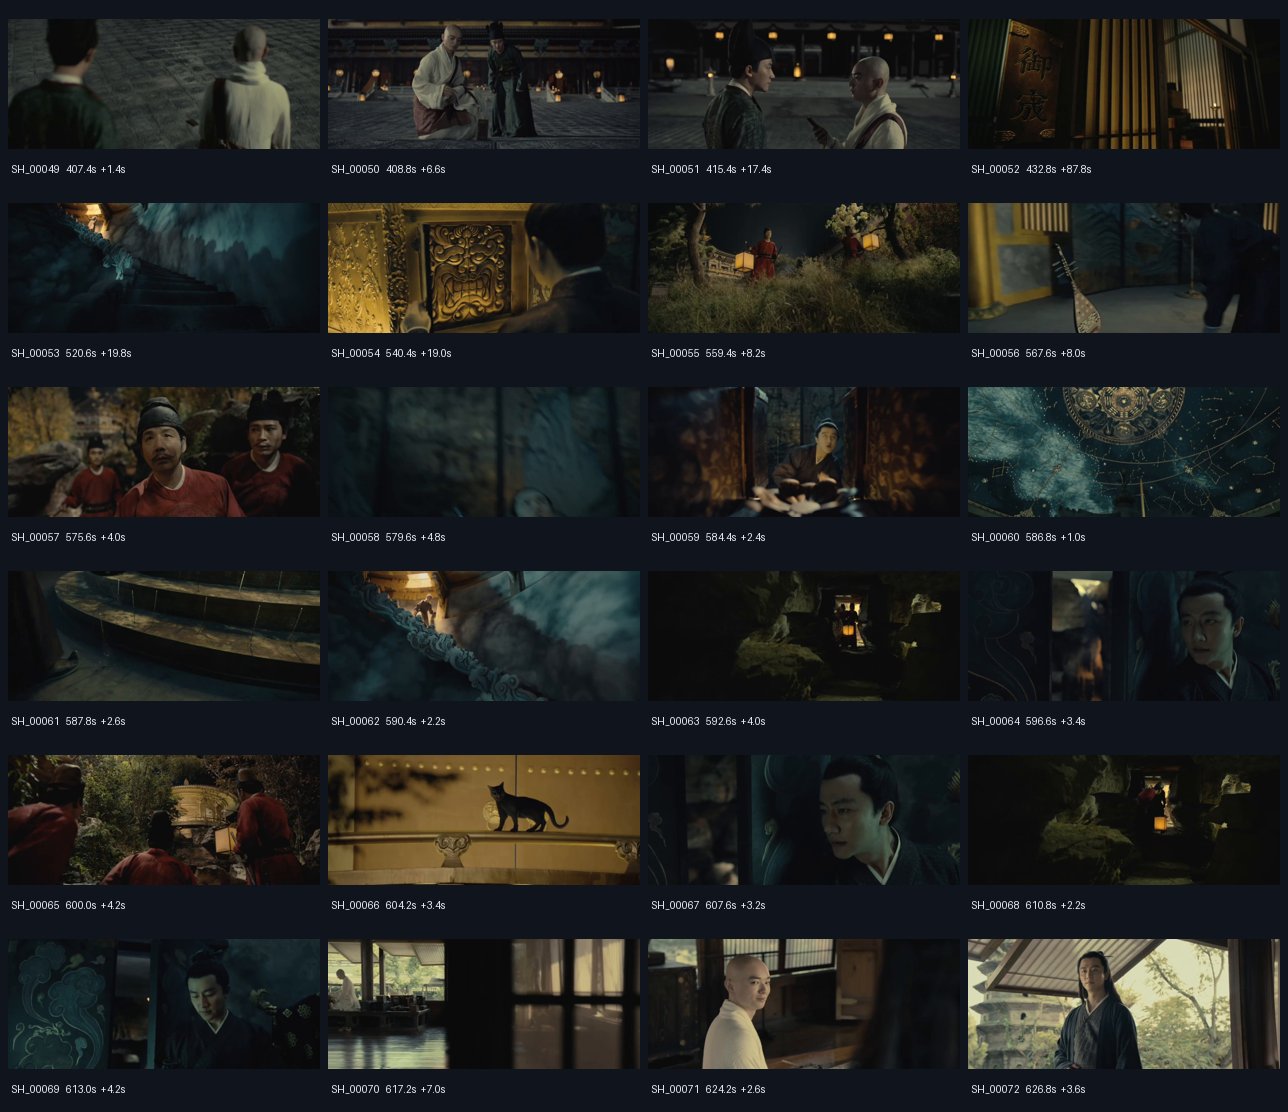 御
歳
SH_00049 407.4s +1.4s
SH_00050 408.8s +6.6s
SH_00051 415.4s +17.4s
SH_00052 432.8s +87.8s
SH_00053 520.6s +19.8s
SH_00054 540.4s +19.0s
SH_00055 559.4s +8.2s
SH_00056 567.6s +8.0s
SH_00057 575.6s +4.0s
SH_00058 579.6s +4.8s
SH_00059 584.4s +2.4s
SH_00060 586.8s +1.0s
SH_00061 587.8s +2.6s
SH_00062 590.4s +2.2s
SH_00063 592.6s +4.0s
SH_00064 596.6s +3.4s
SH_00065 600.0s +4.2s
SH_00066 604.2s +3.4s
SH_00067 607.6s +3.2s
SH_00068 610.8s +2.2s
SH_00069 613.0s +4.2s
SH_00070 617.2s +7.0s
SH_00071 624.2s +2.6s
SH_00072 626.8s +3.6s